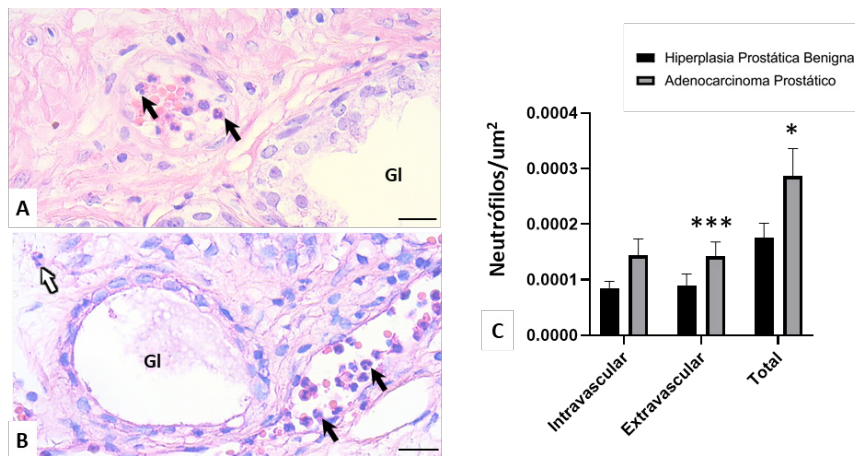 Gl
A
Gl
B
Hiperplasia Prostática Benigna
Adenocarcinoma Prostático
Neutrófilos/um²
0.0004
0.0003
0.0002
0.0001
0.0000
*
***
Intravascular
Extravascular
Total
C